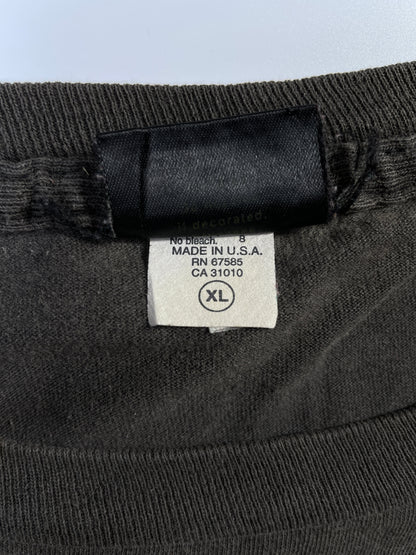 decorated.
No bleach. 8
MADE IN U.S.A.
RN 67585
CA 31010
XL